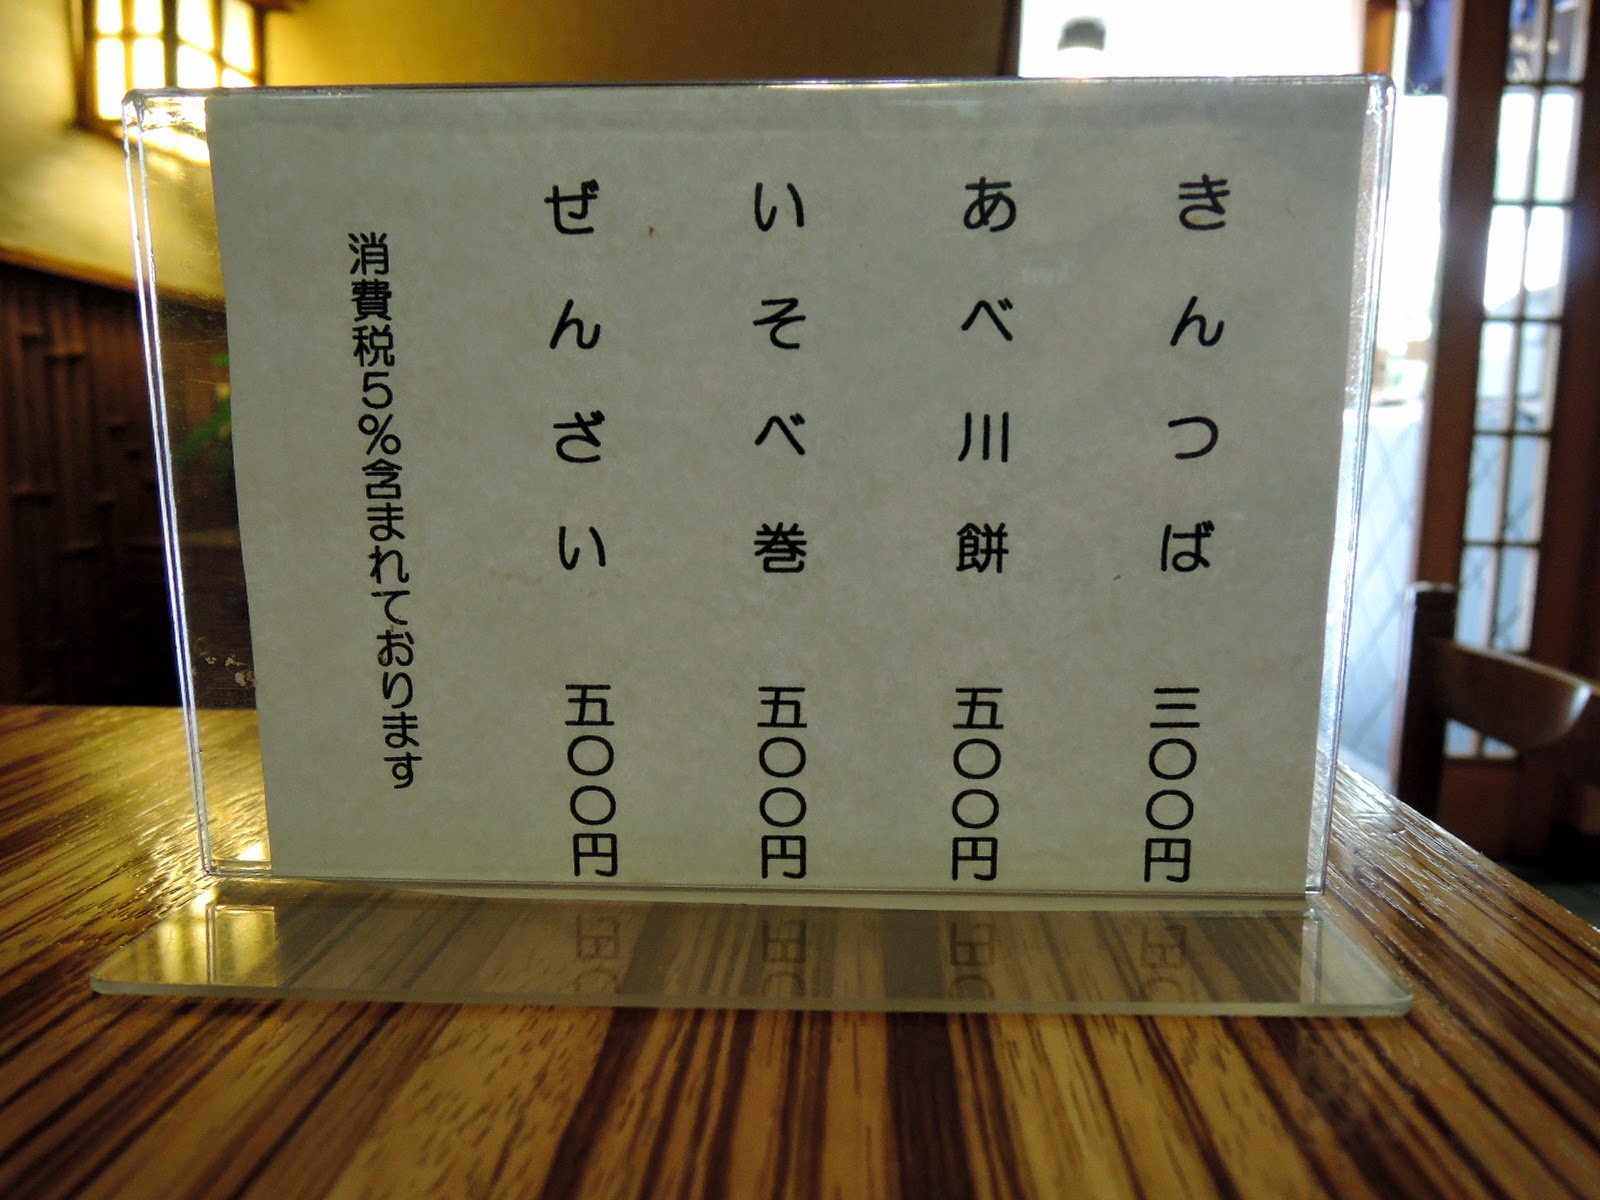 きんつば 三〇〇円
あべ川餅 五〇〇円
いそべ巻 五〇〇円
ぜんざい 五〇〇円
消費税5%含まれております